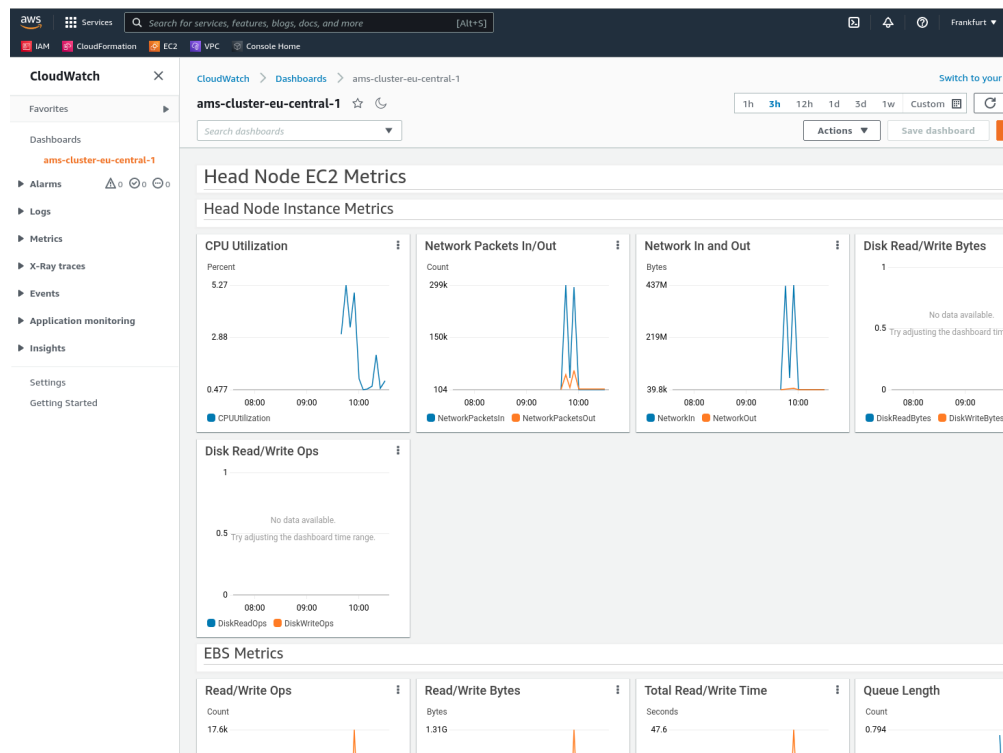 aws Services Search for services, features, blogs, docs, and more [Alt+S] Frankfurt
IAM CloudFormation EC2 VPC Console Home
CloudWatch
Favorites
Dashboards
ams-cluster-eu-central-1
Alarms 0 0 0
Logs
Metrics
X-Ray traces
Events
Application monitoring
Insights
Settings
Getting Started
CloudWatch > Dashboards > ams-cluster-eu-central-1
Switch to your
ams-cluster-eu-central-1
1h 3h 12h 1d 3d 1w Custom
Search dashboards
Actions Save dashboard
Head Node EC2 Metrics
Head Node Instance Metrics
CPU Utilization
Percent
5.27
2.88
0.477
08:00 09:00 10:00
CPUUtilization
Network Packets In/Out
Count
299k
150k
104
08:00 09:00 10:00
NetworkPacketsIn NetworkPacketsOut
Network In and Out
Bytes
437M
219M
39.8k
08:00 09:00 10:00
NetworkIn NetworkOut
Disk Read/Write Bytes
1
No data available.
0.5 Try adjusting the dashboard tim
0
08:00 09:00
DiskReadBytes DiskWriteBytes
Disk Read/Write Ops
1
No data available.
0.5 Try adjusting the dashboard time range.
0
08:00 09:00 10:00
DiskReadOps DiskWriteOps
EBS Metrics
Read/Write Ops
Count
17.6k
Read/Write Bytes
Bytes
1.31G
Total Read/Write Time
Seconds
47.6
Queue Length
Count
0.794